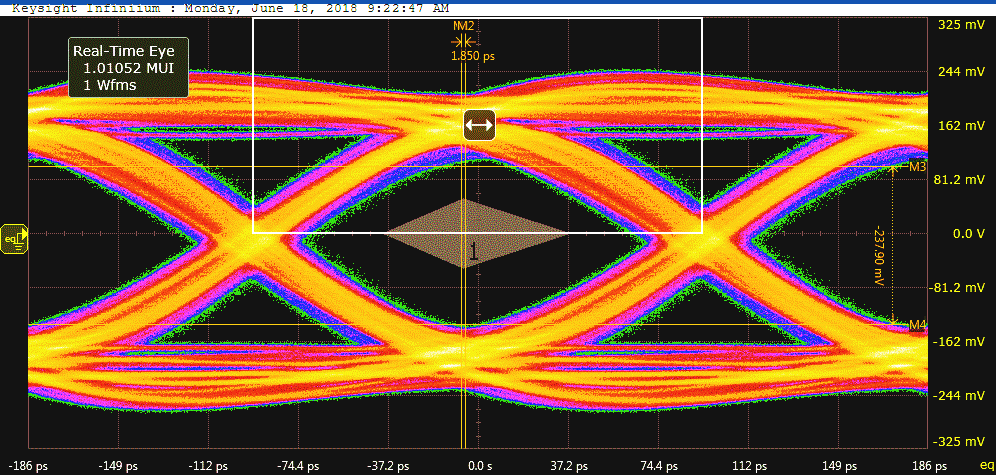 Keysight Infiniium : Monday, June 18, 2018 9:22:47 AM
Real-Time Eye
1.01052 MUI
1 Wfms
M2
1.850 ps
325 mV
244 mV
162 mV
M3
81.2 mV
eq
0.0 V
1
-237.90 mV
-81.2 mV
M4
-162 mV
-244 mV
-325 mV
-186 ps -149 ps -112 ps -74.4 ps -37.2 ps 0.0 s 37.2 ps 74.4 ps 112 ps 149 ps 186 ps eq